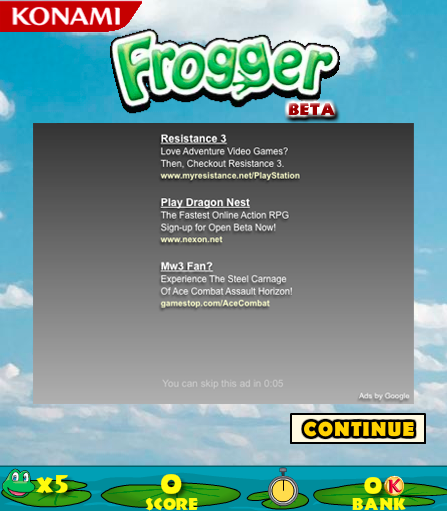 KONAMI
Frogger
BETA
Resistance 3
Love Adventure Video Games?
Then, Checkout Resistance 3.
www.myresistance.net/PlayStation
Play Dragon Nest
The Fastest Online Action RPG
Sign-up for Open Beta Now!
www.nexon.net
Mw3 Fan?
Experience The Steel Carnage
Of Ace Combat Assault Horizon!
gamestop.com/AceCombat
You can skip this ad in 0:05
Ads by Google
CONTINUE
x5
0
SCORE
0 K
BANK